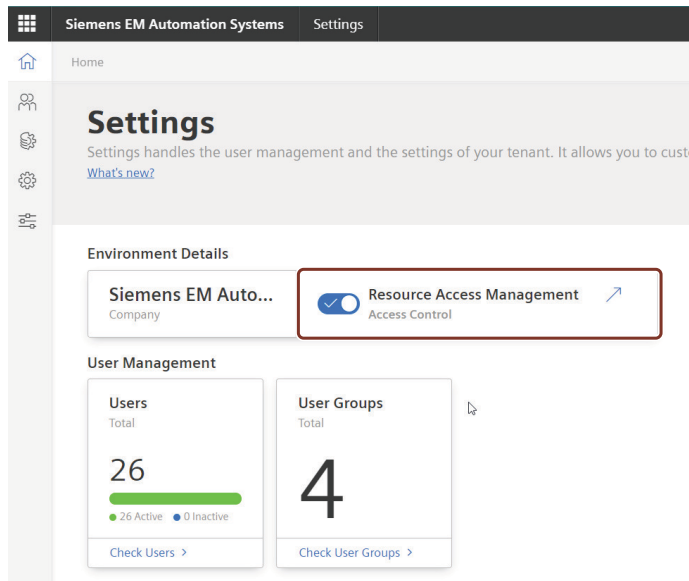 Siemens EM Automation Systems Settings
Home
Settings
Settings handles the user management and the settings of your tenant. It allows you to
What's new?
Environment Details
Siemens EM Auto...
Company
Resource Access Management
Access Control
User Management
Users
Total
26
26 Active 0 Inactive
Check Users >
User Groups
Total
4
Check User Groups >